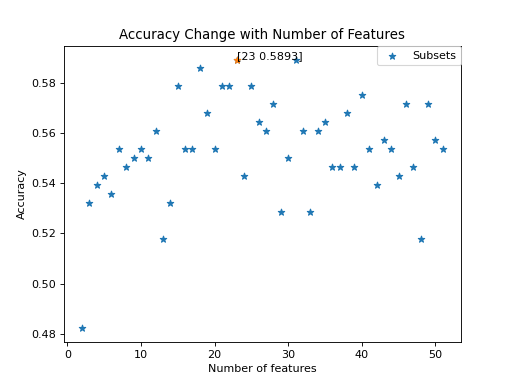 Accuracy Change with Number of Features
[23 0.5893]
Subsets
0.58
0.56
0.54
0.52
0.50
0.48
Accuracy
0 10 20 30 40 50
Number of features